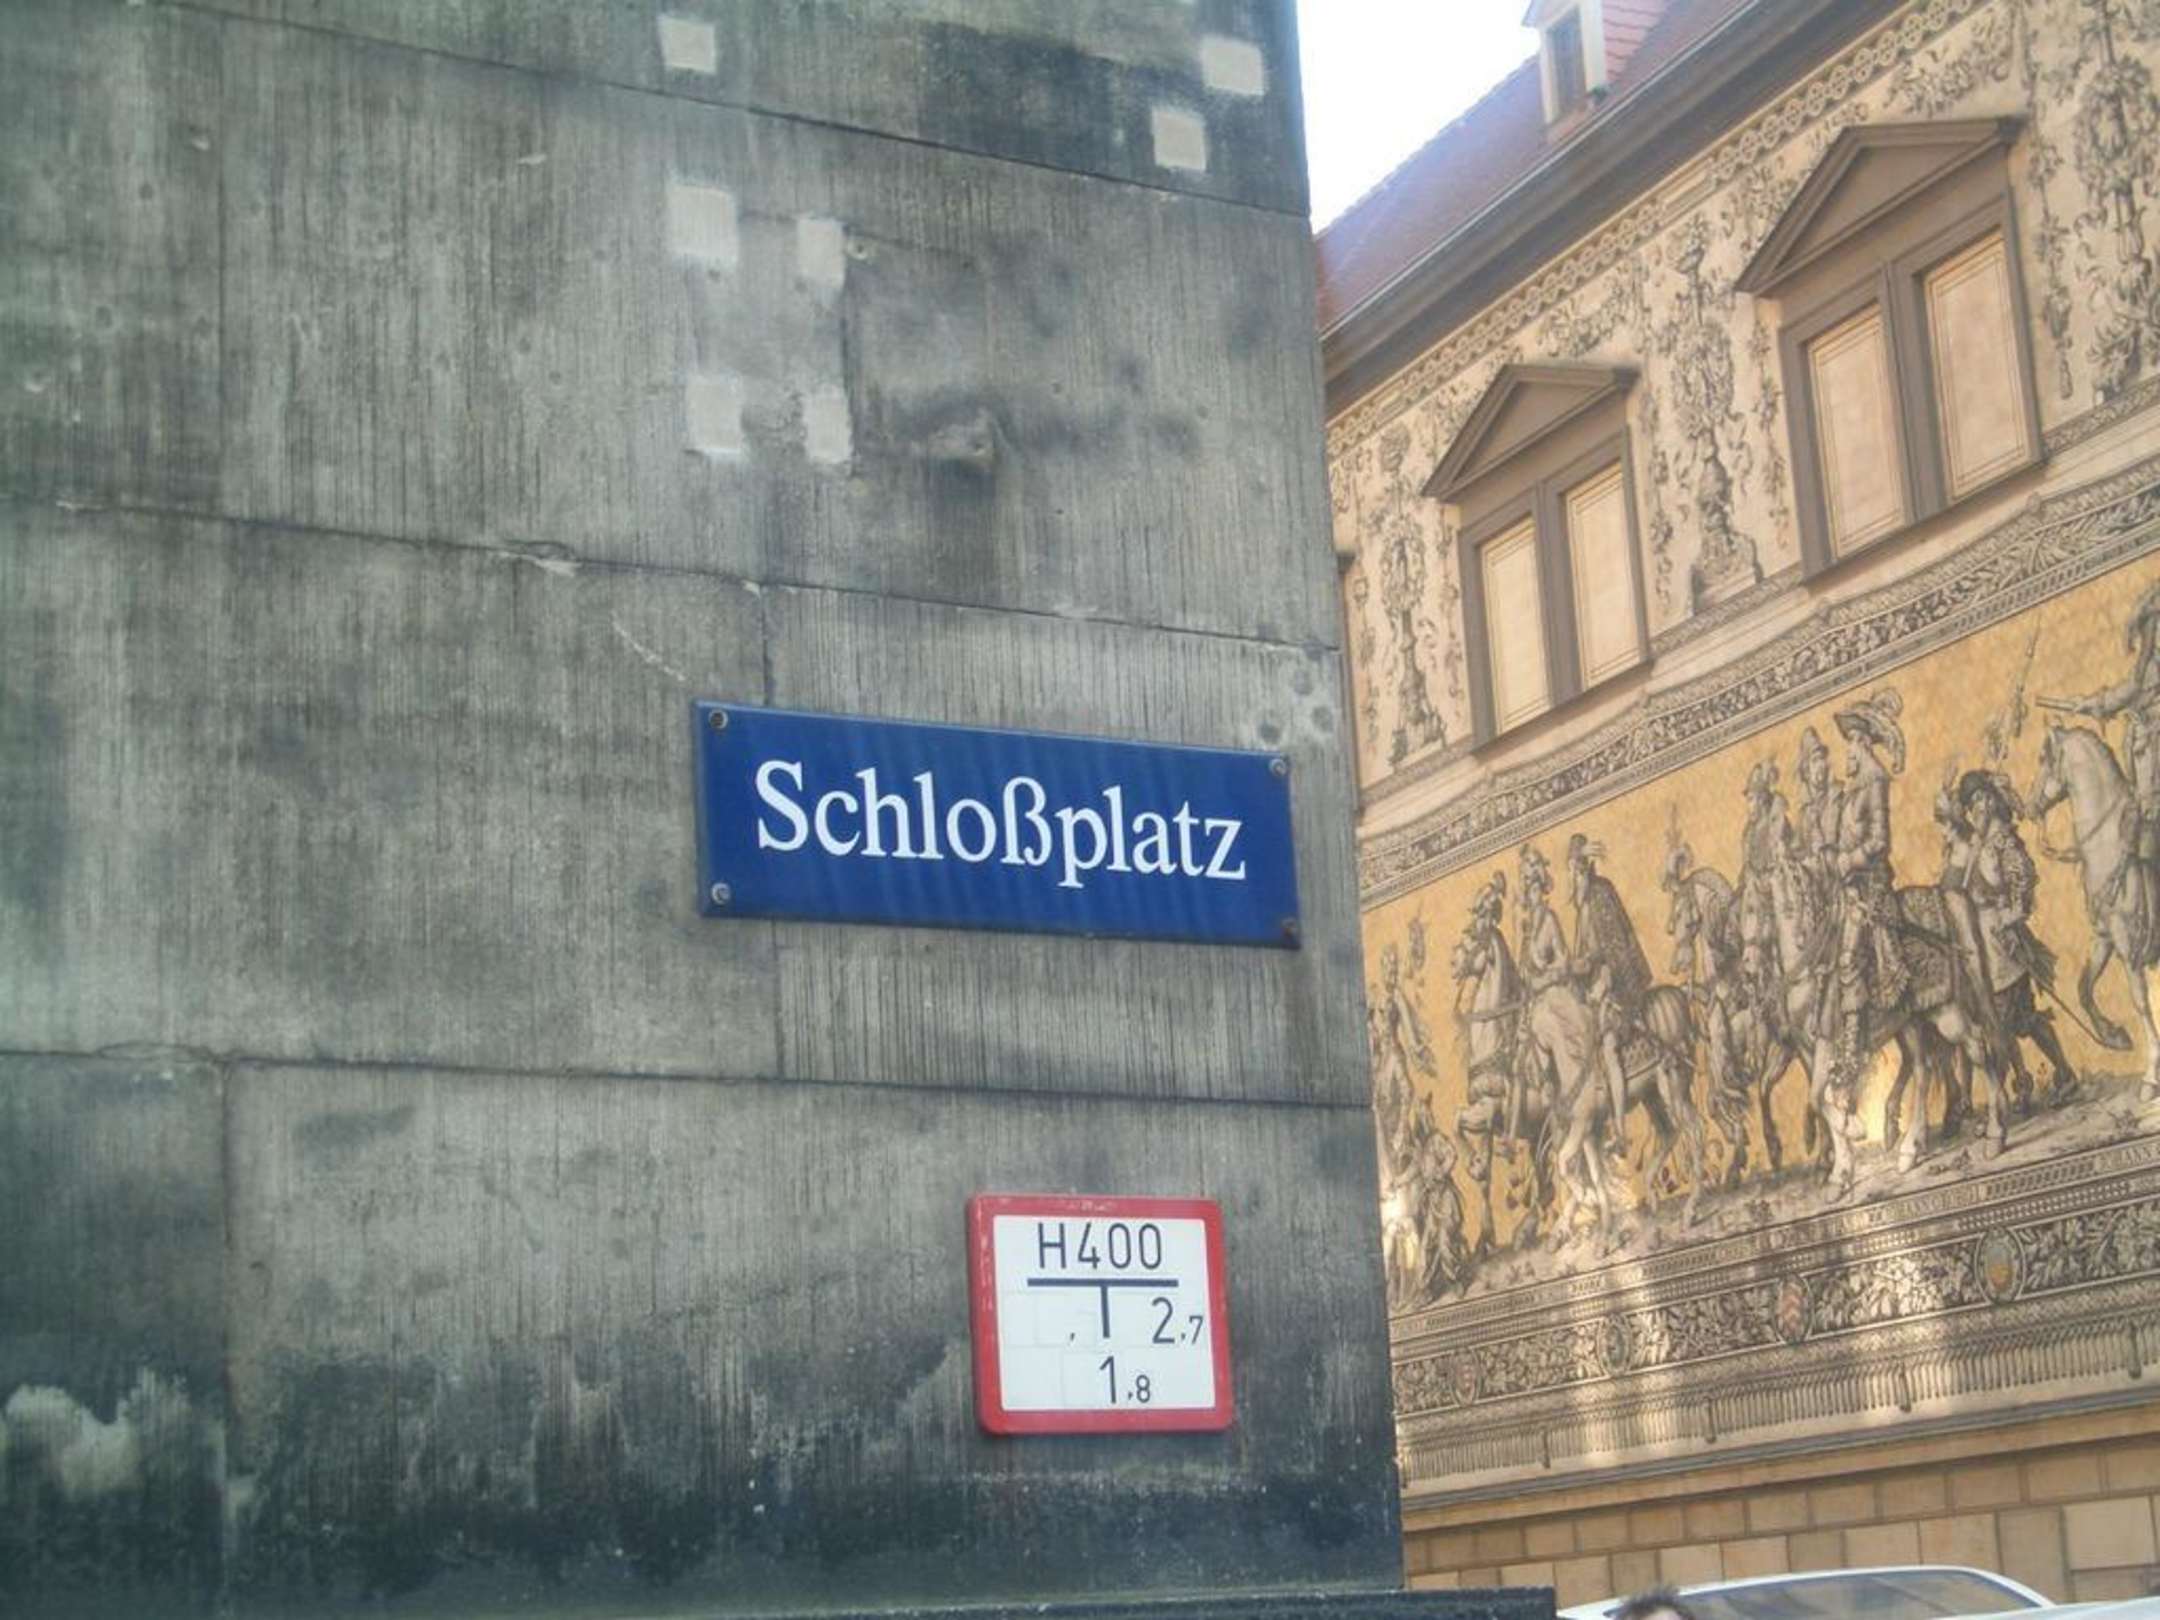 Schloßplatz
H400
, 2,7
1,8